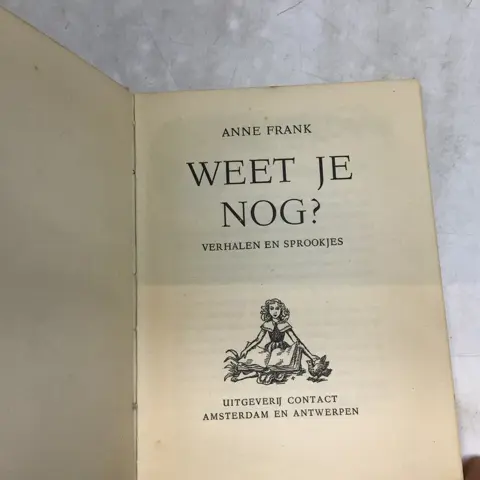 ANNE FRANK
WEET JE
NOG?
VERHALEN EN SPROOKJES
UITGEVERIJ CONTACT
AMSTERDAM EN ANTWERPEN